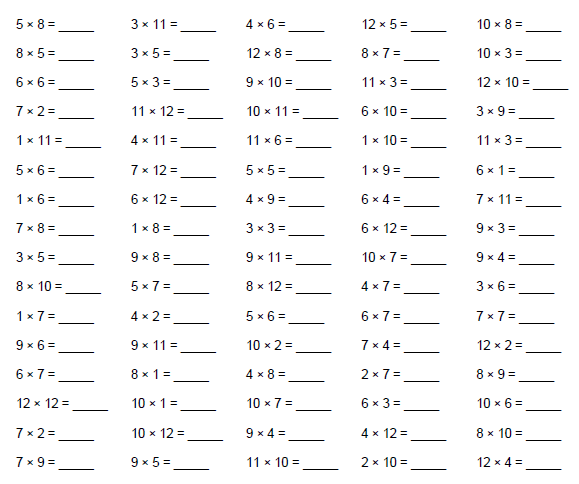 5 × 8 = _____ 3 × 11 = _____ 4 × 6 = _____ 12 × 5 = _____ 10 × 8 = _____
8 × 5 = _____ 3 × 5 = _____ 12 × 8 = _____ 8 × 7 = _____ 10 × 3 = _____
6 × 6 = _____ 5 × 3 = _____ 9 × 10 = _____ 11 × 3 = _____ 12 × 10 = _____
7 × 2 = _____ 11 × 12 = _____ 10 × 11 = _____ 6 × 10 = _____ 3 × 9 = _____
1 × 11 = _____ 4 × 11 = _____ 11 × 6 = _____ 1 × 10 = _____ 11 × 3 = _____
5 × 6 = _____ 7 × 12 = _____ 5 × 5 = _____ 1 × 9 = _____ 6 × 1 = _____
1 × 6 = _____ 6 × 12 = _____ 4 × 9 = _____ 6 × 4 = _____ 7 × 11 = _____
7 × 8 = _____ 1 × 8 = _____ 3 × 3 = _____ 6 × 12 = _____ 9 × 3 = _____
3 × 5 = _____ 9 × 8 = _____ 9 × 11 = _____ 10 × 7 = _____ 9 × 4 = _____
8 × 10 = _____ 5 × 7 = _____ 8 × 12 = _____ 4 × 7 = _____ 3 × 6 = _____
1 × 7 = _____ 4 × 2 = _____ 5 × 6 = _____ 6 × 7 = _____ 7 × 7 = _____
9 × 6 = _____ 9 × 11 = _____ 10 × 2 = _____ 7 × 4 = _____ 12 × 2 = _____
6 × 7 = _____ 8 × 1 = _____ 4 × 8 = _____ 2 × 7 = _____ 8 × 9 = _____
12 × 12 = _____ 10 × 1 = _____ 10 × 7 = _____ 6 × 3 = _____ 10 × 6 = _____
7 × 2 = _____ 10 × 12 = _____ 9 × 4 = _____ 4 × 12 = _____ 8 × 10 = _____
7 × 9 = _____ 9 × 5 = _____ 11 × 10 = _____ 2 × 10 = _____ 12 × 4 = _____